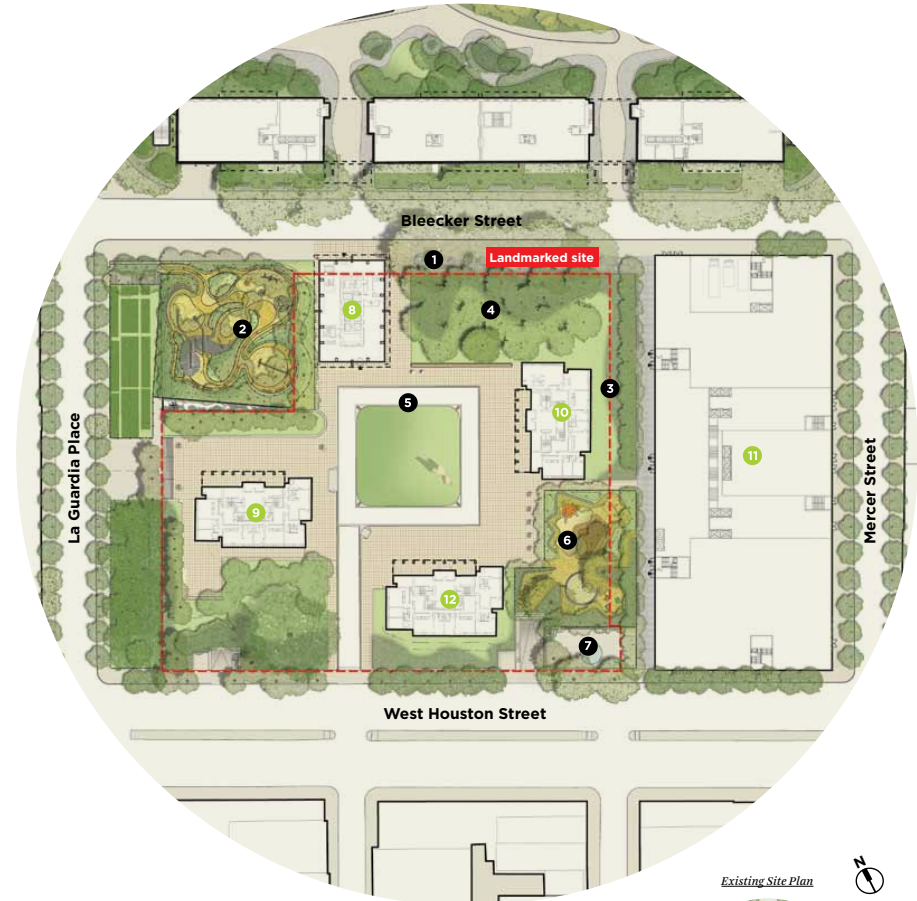 Bleecker Street
1
Landmarked site
8
4
2
3
5
10
La Guardia Place
11
Mercer Street
9
6
12
7
West Houston Street
N
Existing Site Plan